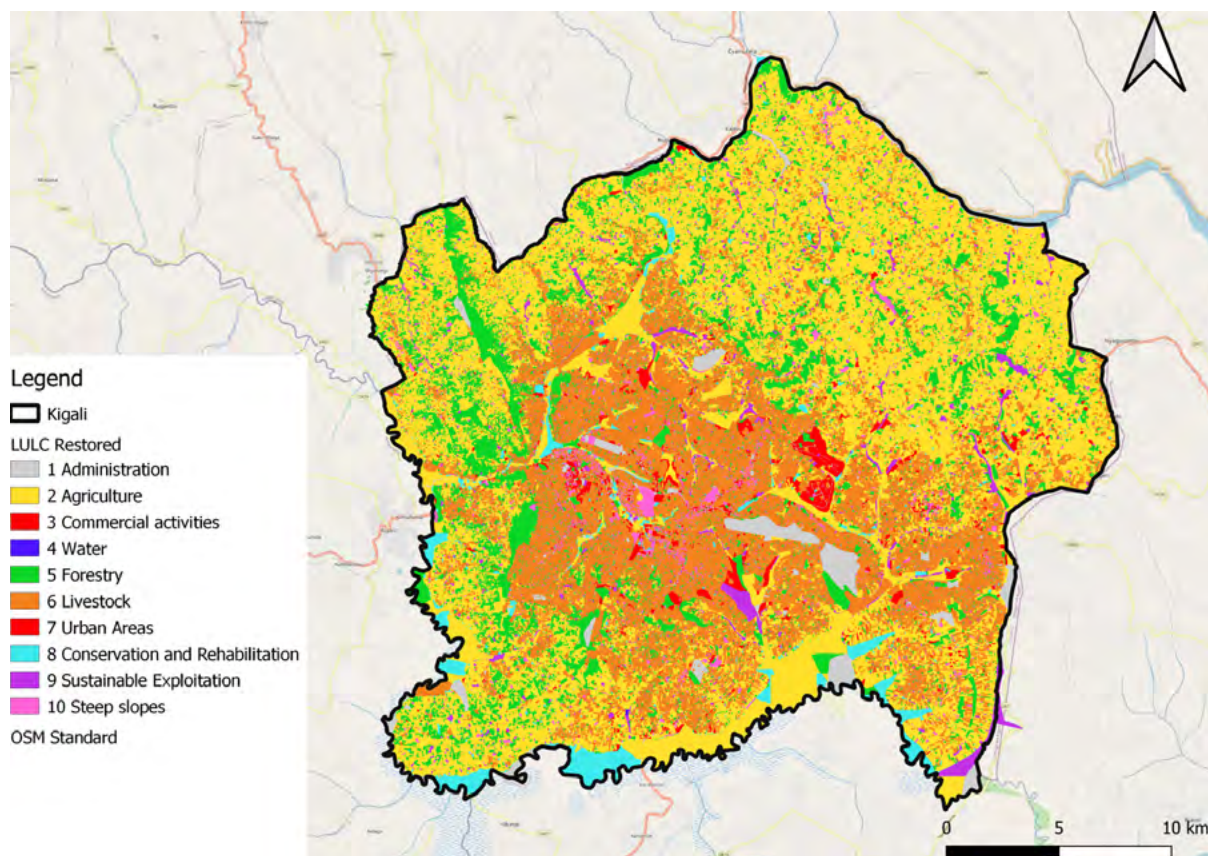 Legend
Kigali
LULC Restored
1 Administration
2 Agriculture
3 Commercial activities
4 Water
5 Forestry
6 Livestock
7 Urban Areas
8 Conservation and Rehabilitation
9 Sustainable Exploitation
10 Steep slopes
OSM Standard
0 5 10 km